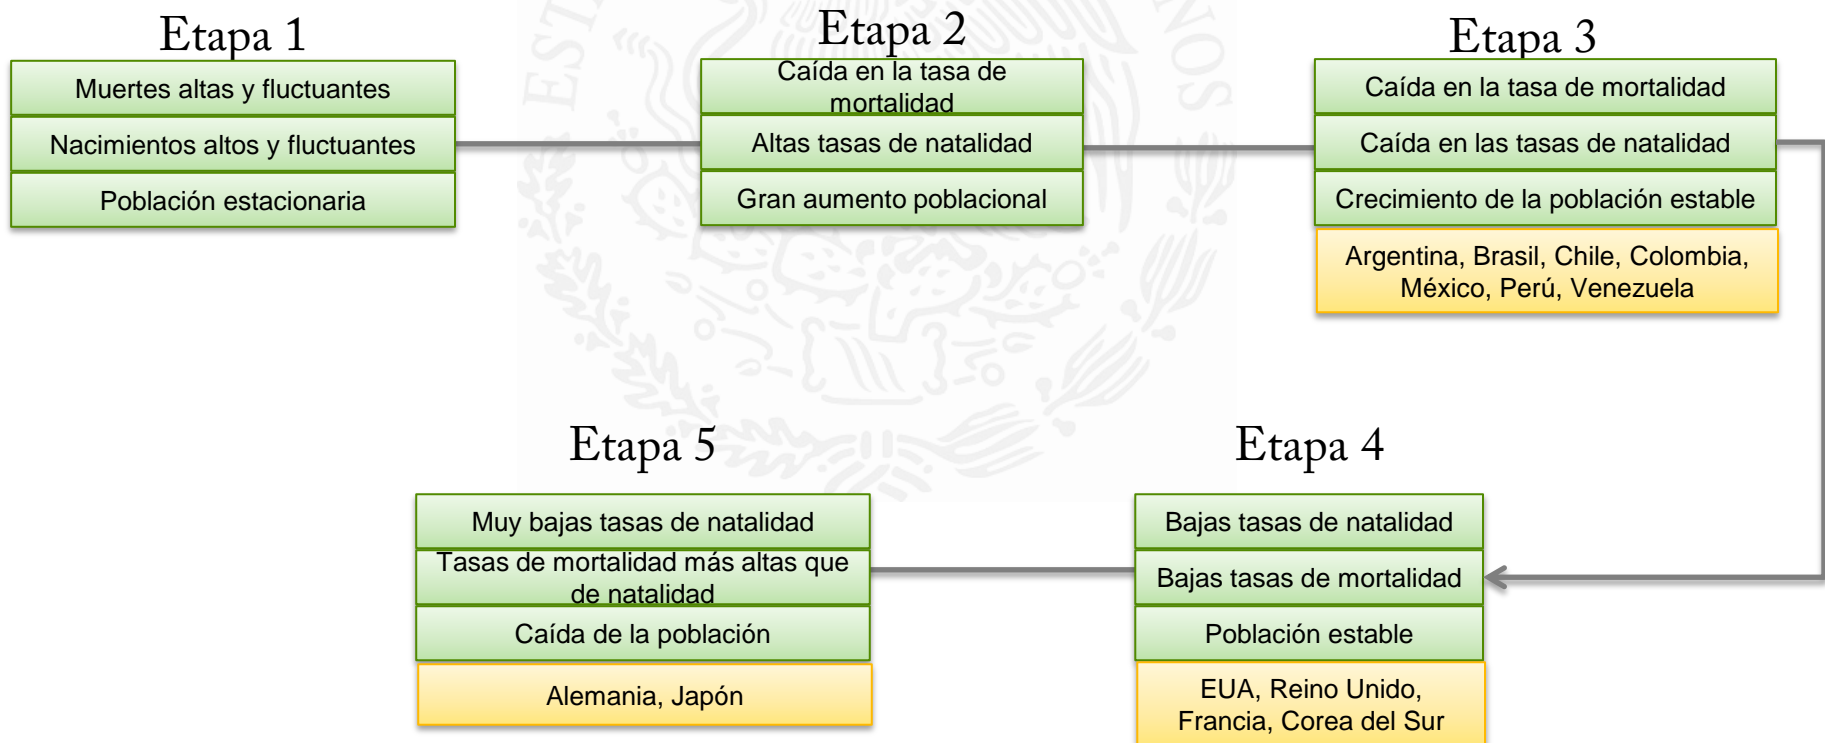 Etapa 1
Muertes altas y fluctuantes
Nacimientos altos y fluctuantes
Población estacionaria
Etapa 2
Caída en la tasa de
mortalidad
Altas tasas de natalidad
Gran aumento poblacional
Etapa 3
Caída en la tasa de mortalidad
Caída en las tasas de natalidad
Crecimiento de la población estable
Argentina, Brasil, Chile, Colombia,
México, Perú, Venezuela
Etapa 4
Bajas tasas de natalidad
Bajas tasas de mortalidad
Población estable
EUA, Reino Unido,
Francia, Corea del Sur
Etapa 5
Muy bajas tasas de natalidad
Tasas de mortalidad más altas que
de natalidad
Caída de la población
Alemania, Japón
EST
NOS